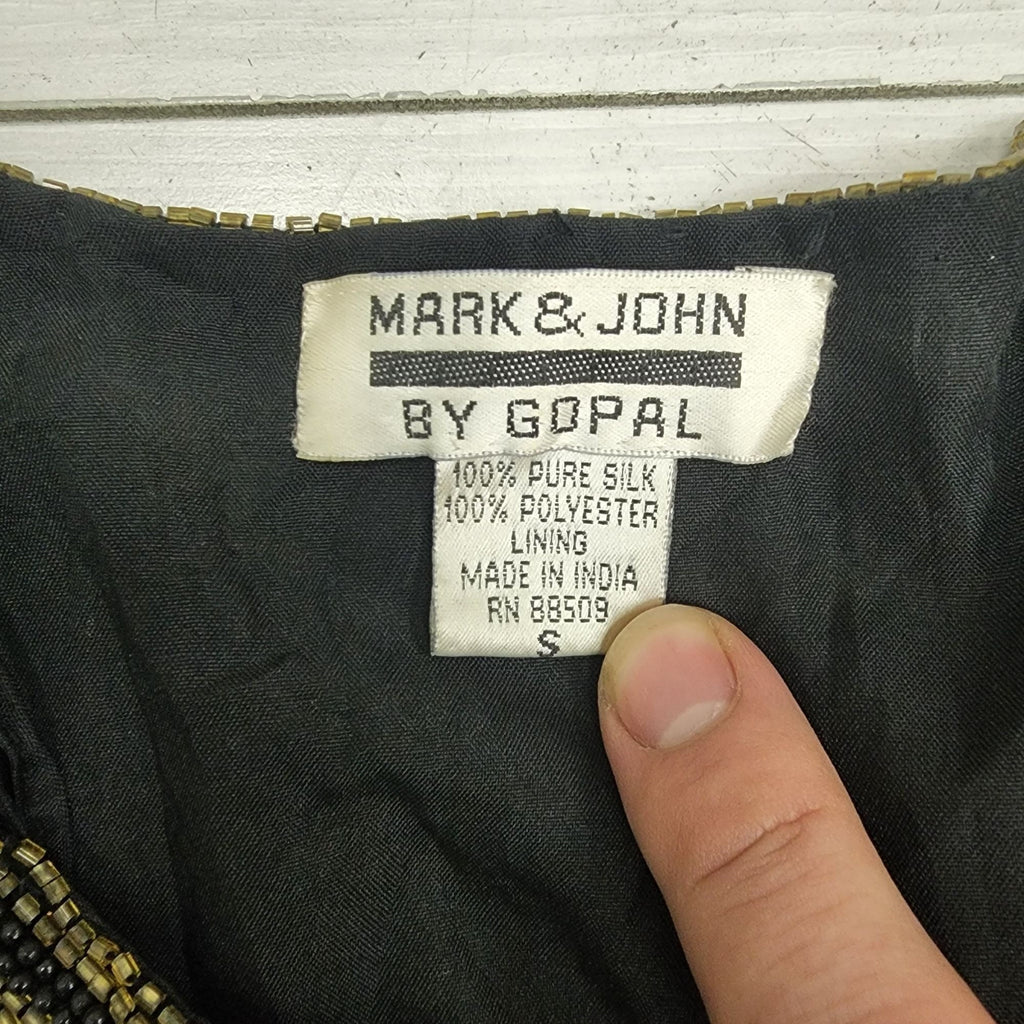 MARK & JOHN
BY GOPAL
100% PURE SILK
100% POLYESTER
LINING
MADE IN INDIA
RN 88509
S